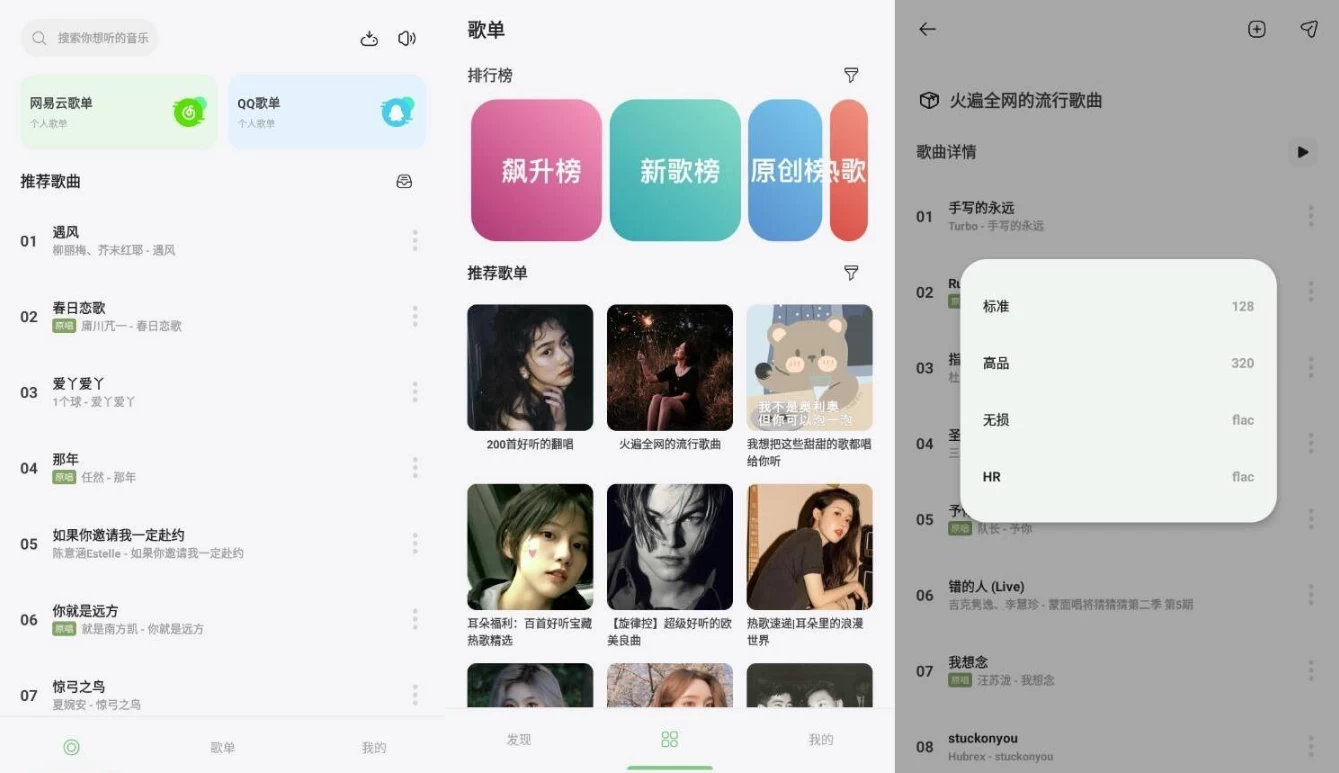 搜索你想听的音乐
网易云歌单
个人歌单
QQ歌单
个人歌单
推荐歌曲
01
遇风
柳丽梅、芥末红耶 - 遇风
02
春日恋歌
原唱 庸川芃一 - 春日恋歌
03
爱丫爱丫
1个球 - 爱丫爱丫
04
那年
原唱 任然 - 那年
05
如果你邀请我一定赴约
陈意涵Estelle - 如果你邀请我一定赴约
06
你就是远方
原唱 就是南方凯 - 你就是远方
07
惊弓之鸟
夏婉安 - 惊弓之鸟
歌单
我的
歌单
排行榜
飙升榜
新歌榜
原创榜
热歌
推荐歌单
我不是奥利奥
但你可以泡一泡
200首好听的翻唱
火遍全网的流行歌曲
我想把这些甜甜的歌都唱
给你听
耳朵福利：百首好听宝藏
热歌精选
【旋律控】超级好听的欧
美良曲
热歌速递|耳朵里的浪漫
世界
发现
我的
火遍全网的流行歌曲
歌曲详情
01
手写的永远
Turbo - 手写的永远
02
Ru
03
指
杜
04
圣
三
05
予你
原唱 队长 - 予你
06
错的人 (Live)
吉克隽逸、李慧珍 - 蒙面唱将猜猜猜第二季 第5期
07
我想念
原唱 汪苏泷 - 我想念
08
stuckonyou
Hubrex - stuckonyou
标准 128
高品 320
无损 flac
HR flac